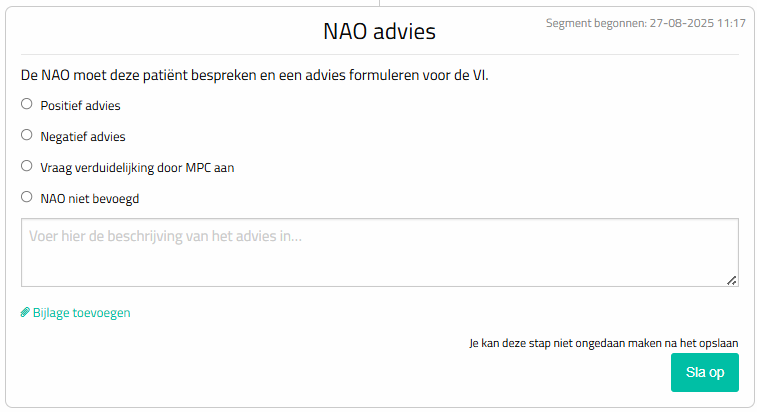 NAO advies
Segment begonnen: 27-08-2025 11:17
De NAO moet deze patiënt bespreken en een advies formuleren voor de VI.
Positief advies
Negatief advies
Vraag verduidelijking door MPC aan
NAO niet bevoegd
Voer hier de beschrijving van het advies in...
Bijlage toevoegen
Je kan deze stap niet ongedaan maken na het opslaan
Sla op